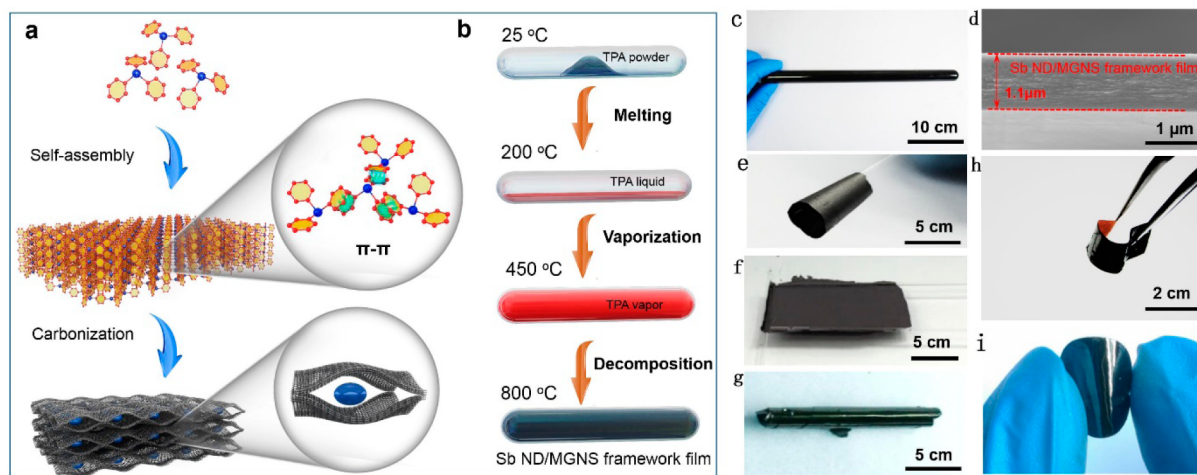 a
Self-assembly
π-π
Carbonization
b
25 °C
TPA powder
Melting
200 °C
TPA liquid
Vaporization
450 °C
TPA vapor
Decomposition
800 °C
Sb ND/MGNS framework film
c
10 cm
d
Sb ND/MGNS framework film
1.1μm
1 μm
e
5 cm
f
5 cm
g
5 cm
h
2 cm
i